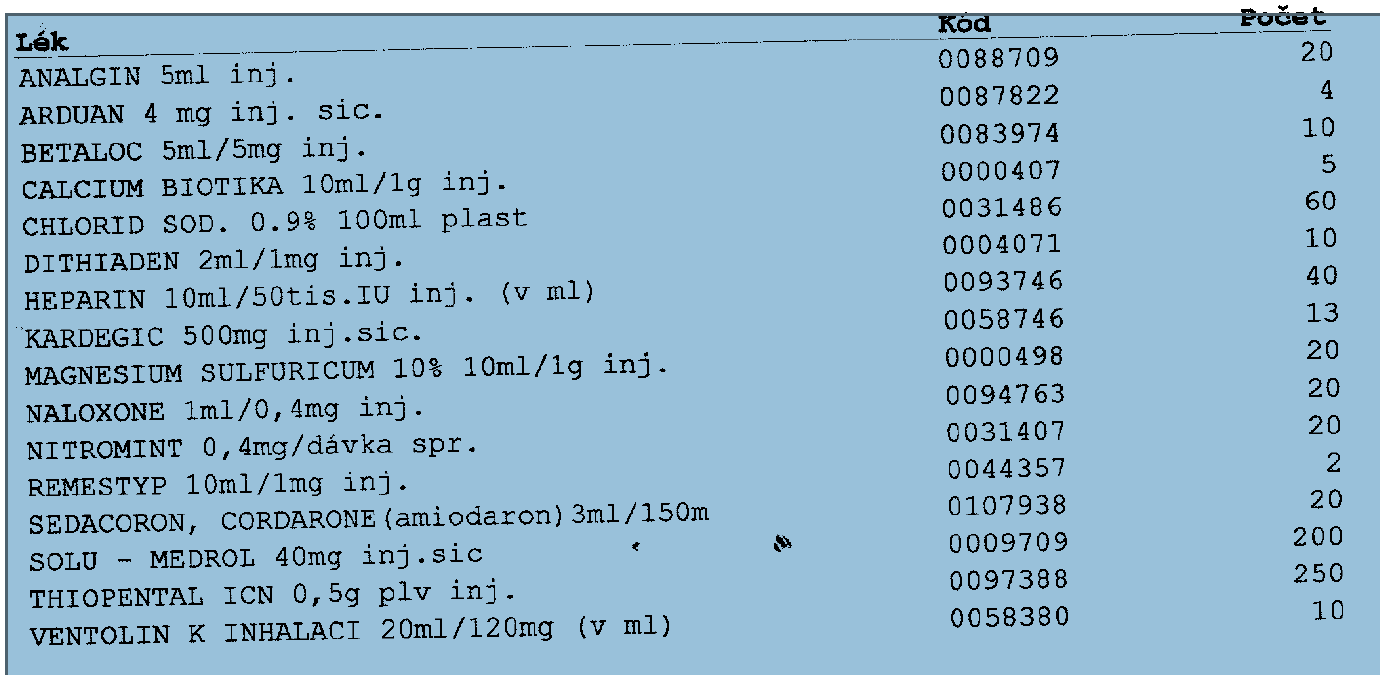 Lék Kód Počet
ANALGIN 5ml inj. 0088709 20
ARDUAN 4 mg inj. sic. 0087822 4
BETALOC 5ml/5mg inj. 0083974 10
CALCIUM BIOTIKA 10ml/1g inj. 0000407 5
CHLORID SOD. 0.9% 100ml plast 0031486 60
DITHIADEN 2ml/1mg inj. 0004071 10
HEPARIN 10ml/50tis.IU inj. (v ml) 0093746 40
KARDEGIC 500mg inj.sic. 0058746 13
MAGNESIUM SULFURICUM 10% 10ml/1g inj. 0000498 20
NALOXONE 1ml/0,4mg inj. 0094763 20
NITROMINT 0,4mg/dávka spr. 0031407 20
REMESTYP 10ml/1mg inj. 0044357 2
SEDACORON, CORDARONE(amiodaron)3ml/150m 0107938 20
SOLU - MEDROL 40mg inj.sic 0009709 200
THIOPENTAL ICN 0,5g plv inj. 0097388 250
VENTOLIN K INHALACI 20ml/120mg (v ml) 0058380 10